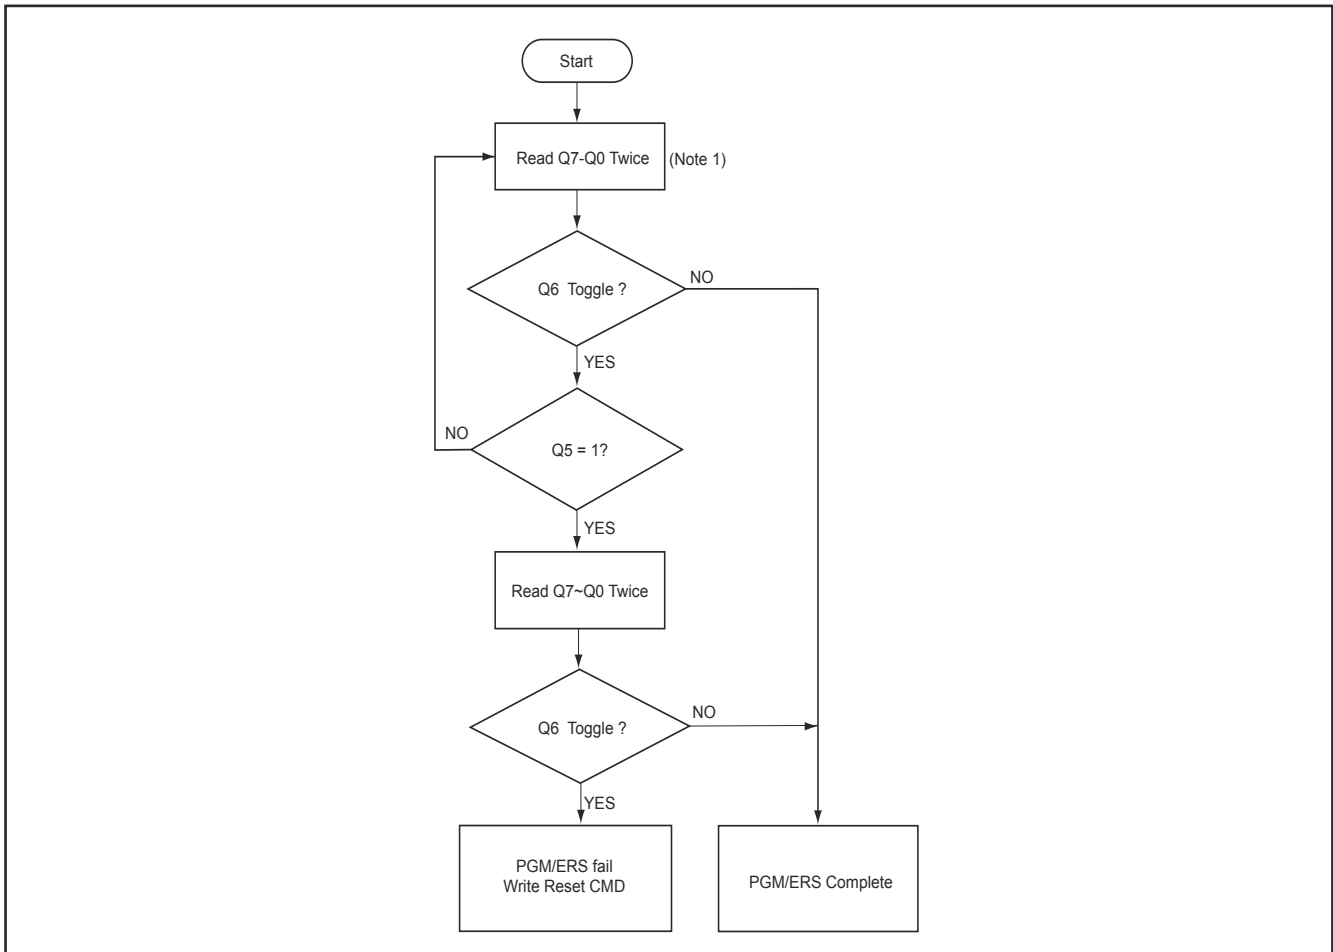 Start
Read Q7-Q0 Twice
(Note 1)
Q6 Toggle ?
NO
YES
NO
Q5 = 1?
YES
Read Q7~Q0 Twice
Q6 Toggle ?
NO
YES
PGM/ERS fail
Write Reset CMD
PGM/ERS Complete